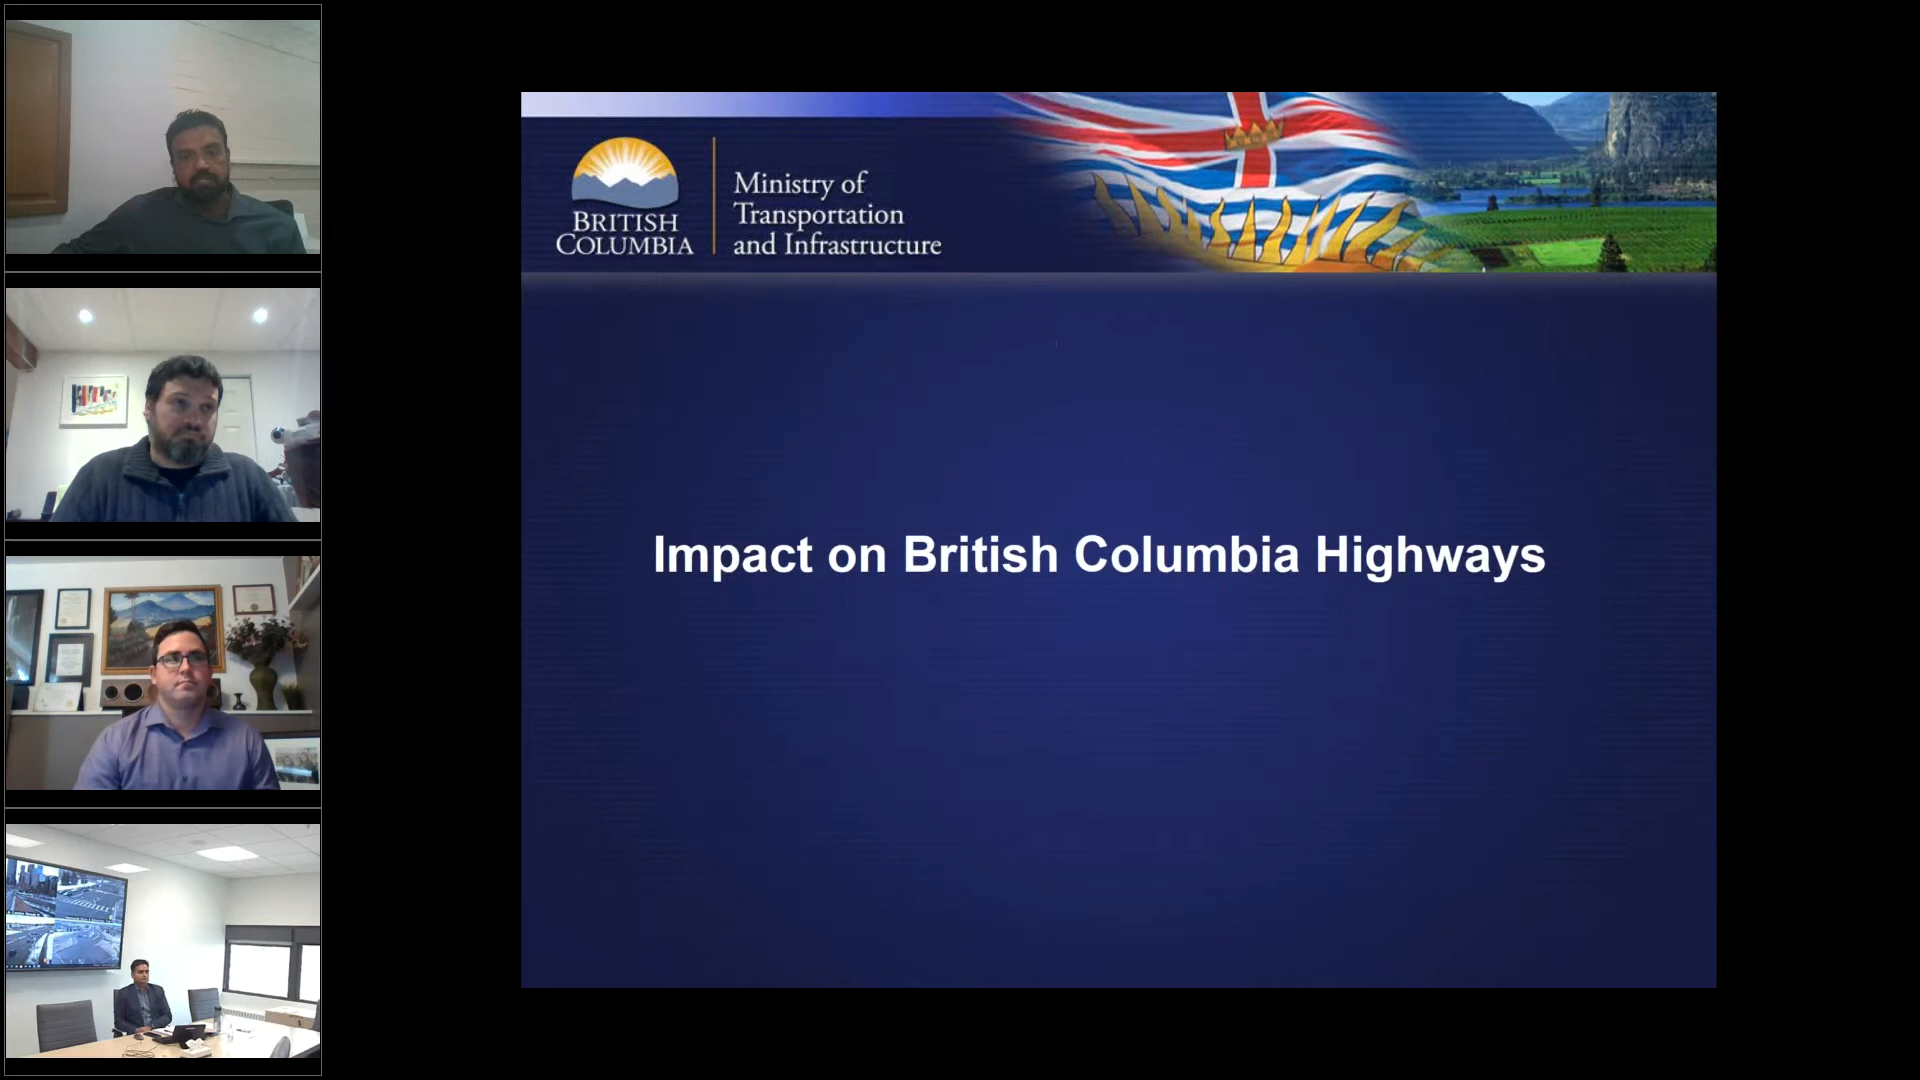 BRITISH
COLUMBIA
Ministry of
Transportation
and Infrastructure
Impact on British Columbia Highways